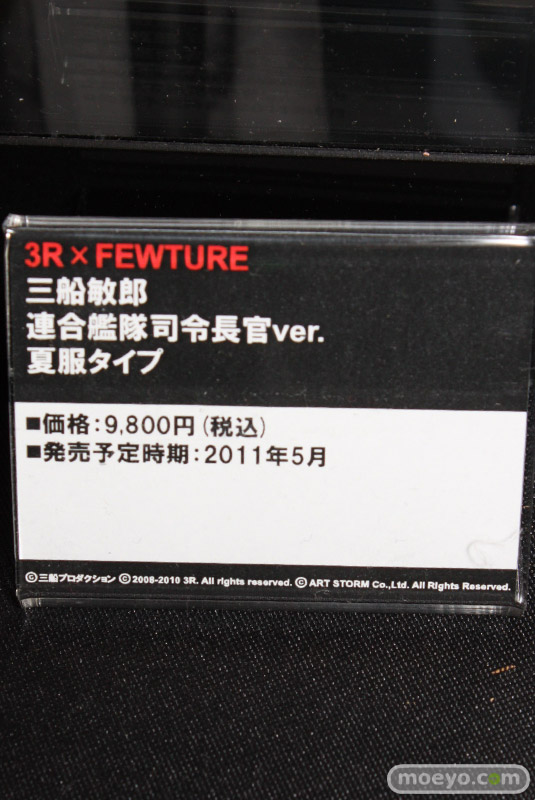 3R×FEWTURE
三船敏郎
連合艦隊司令長官ver.
夏服タイプ
■価格:9,800円(税込)
■発売予定時期:2011年5月
©三船プロダクション ©2008-2010 3R. All rights reserved. ©ART STORM Co.,Ltd. All Rights Reserved.
moeyo.com